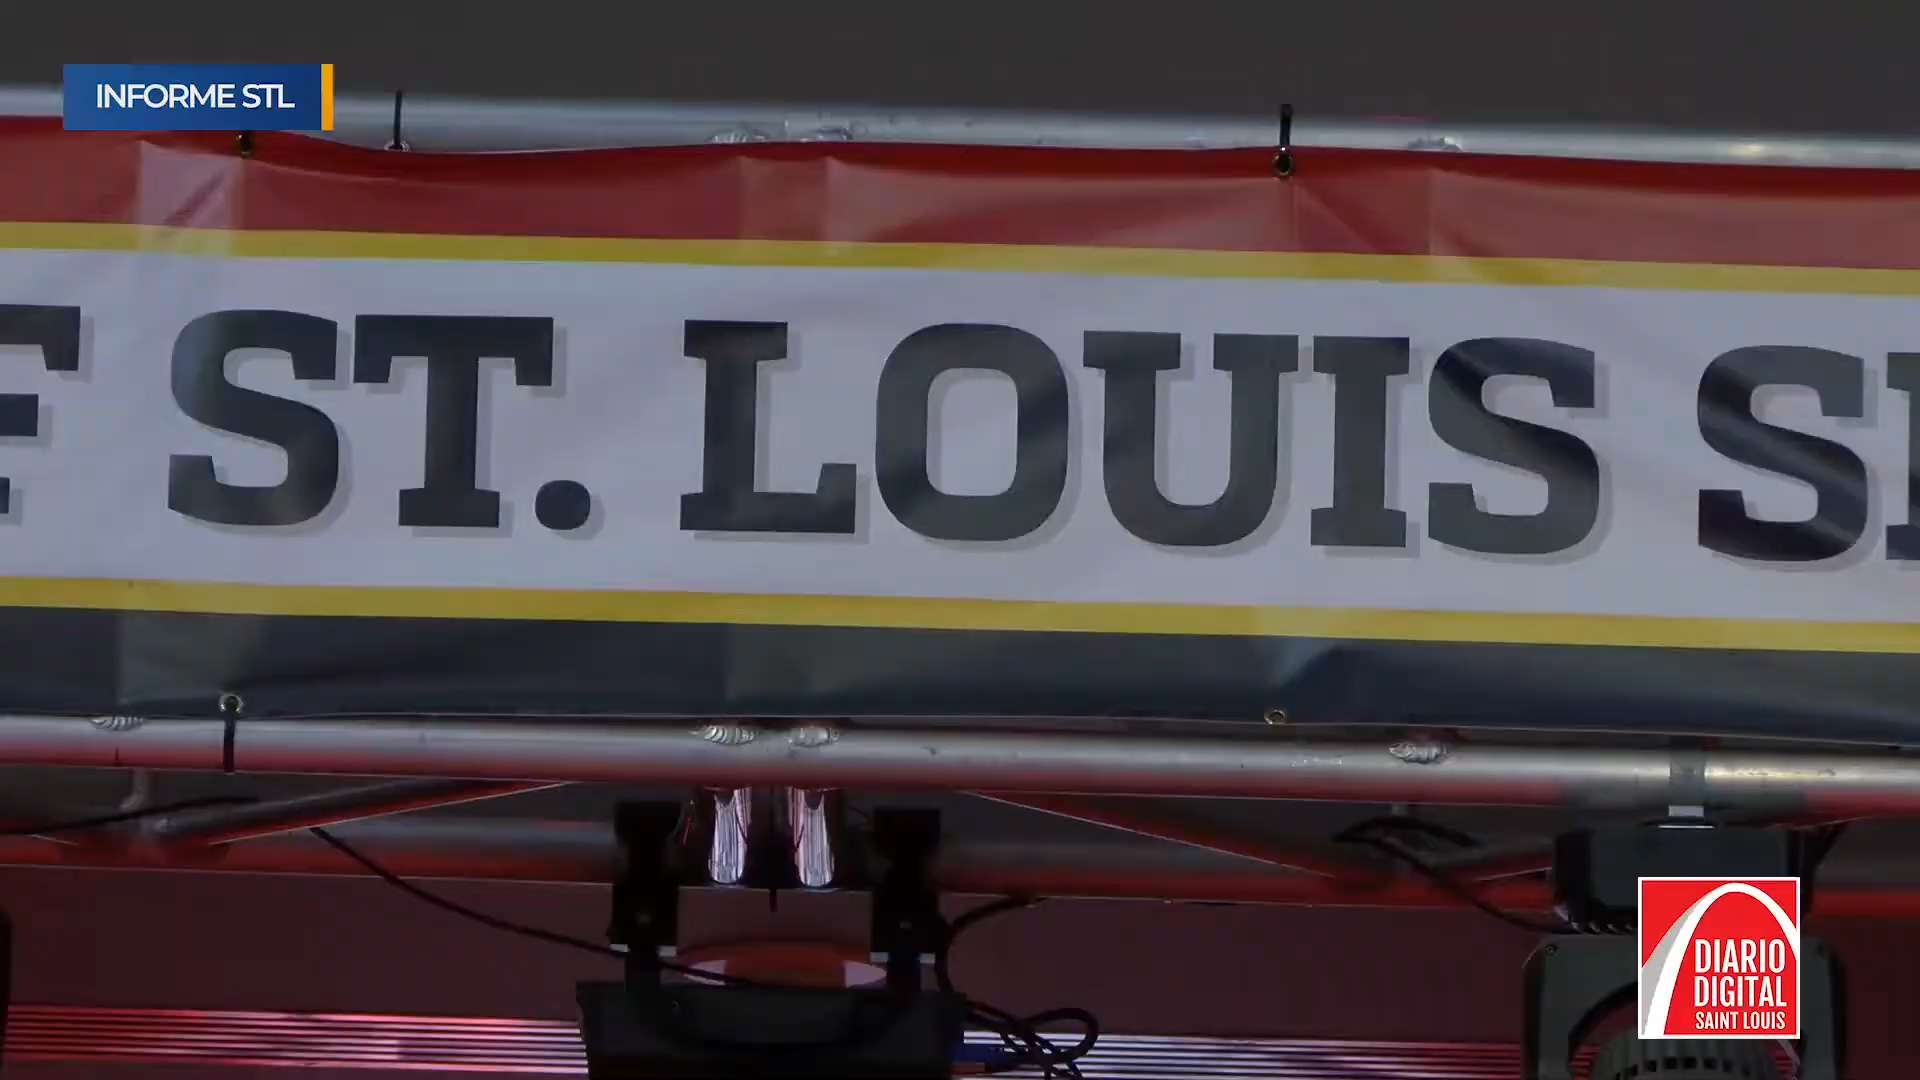 INFORME STL
ST. LOUIS
DIARIO
DIGITAL
SAINT LOUIS